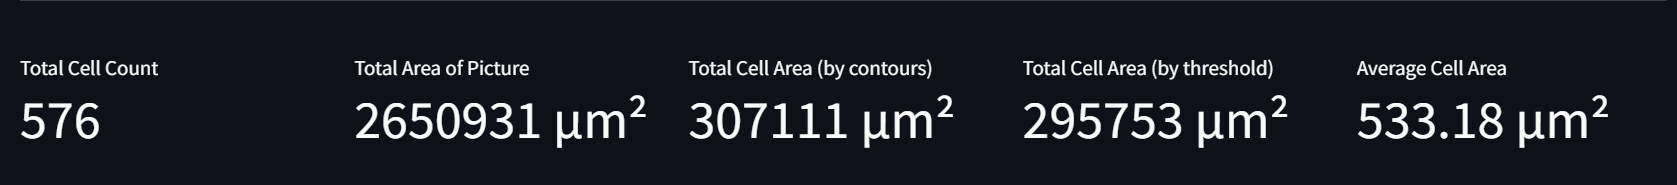 Total Cell Count
576
Total Area of Picture
2650931 µm²
Total Cell Area (by contours)
307111 µm²
Total Cell Area (by threshold)
295753 µm²
Average Cell Area
533.18 µm²